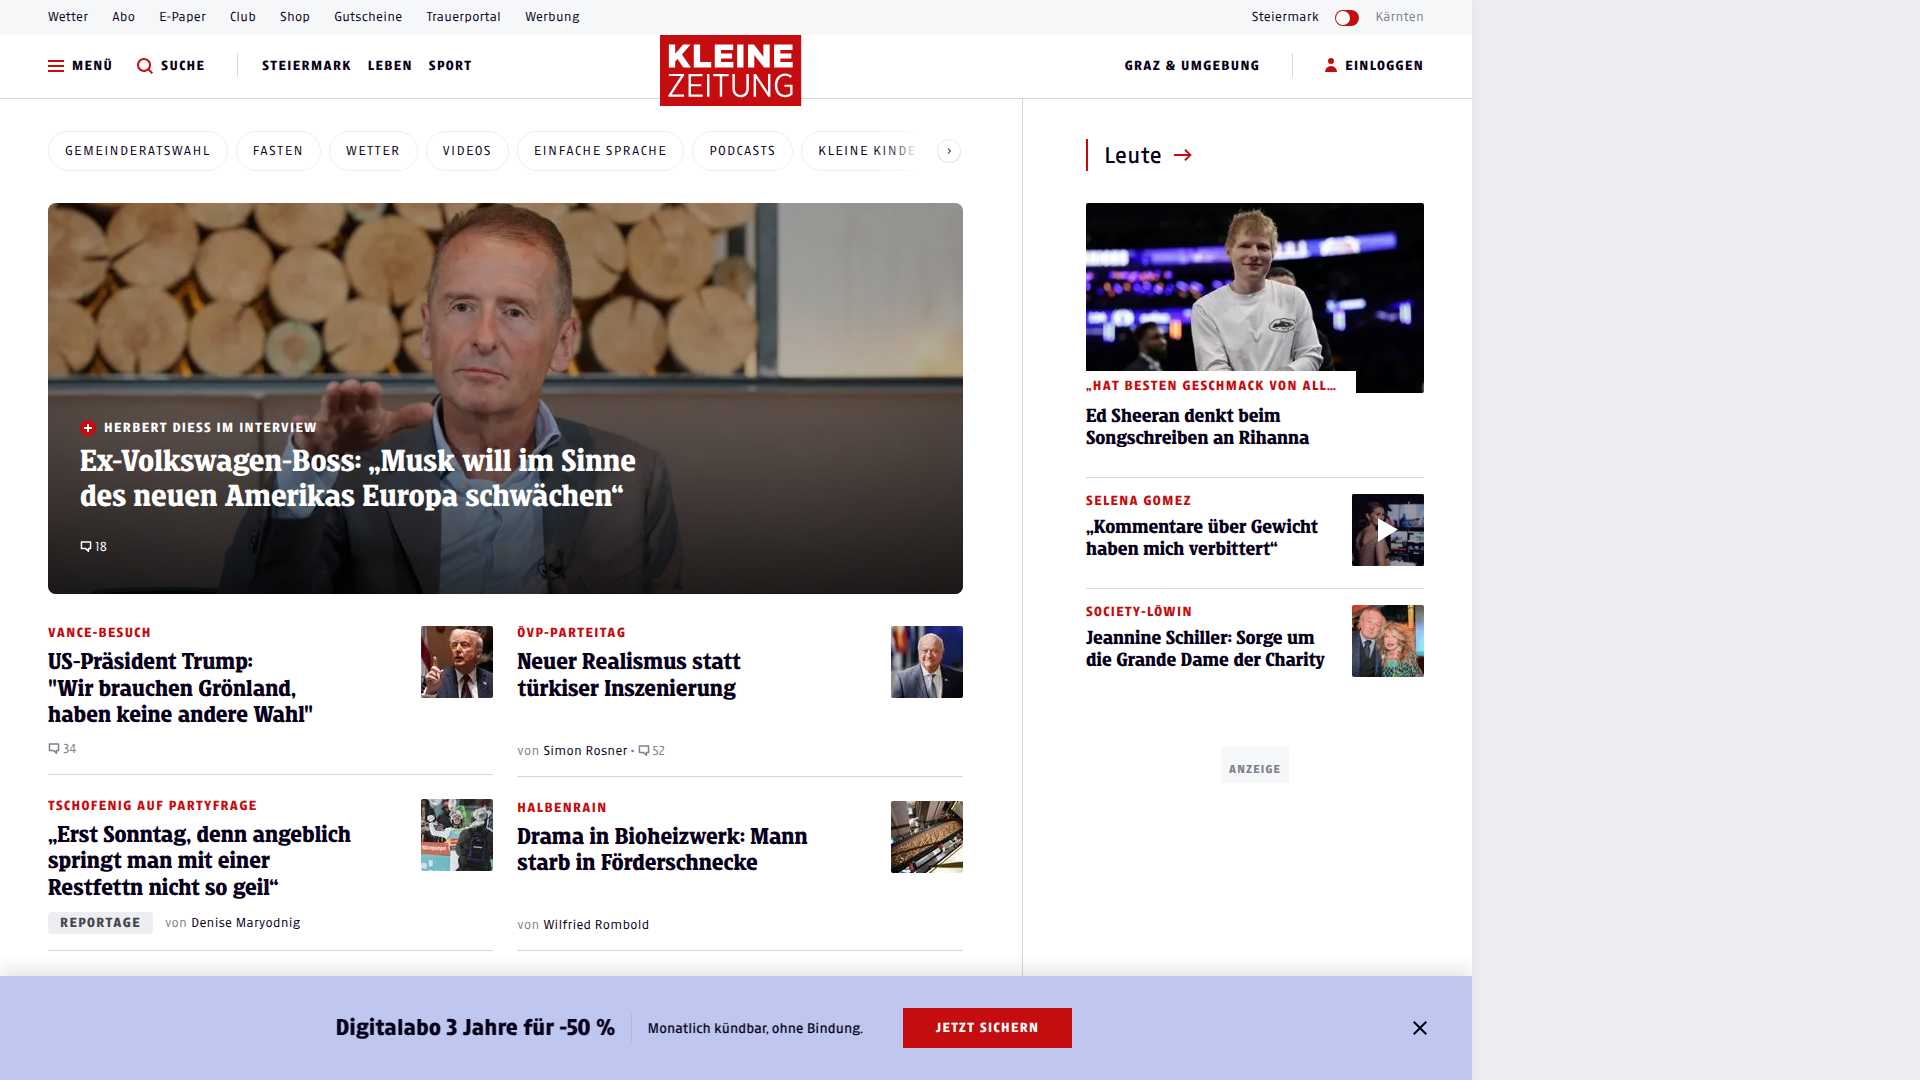 Wetter Abo E-Paper Club Shop Gutscheine Trauerportal Werbung Steiermark Kärnten
MENÜ SUCHE STEIERMARK LEBEN SPORT KLEINE ZEITUNG GRAZ & UMGEBUNG EINLOGGEN
GEMEINDERATSWAHL FASTEN WETTER VIDEOS EINFACHE SPRACHE PODCASTS KLEINE KINDE
HERBERT DIESS IM INTERVIEW
Ex-Volkswagen-Boss: „Musk will im Sinne
des neuen Amerikas Europa schwächen“
18
VANCE-BESUCH
US-Präsident Trump:
"Wir brauchen Grönland,
haben keine andere Wahl"
34
ÖVP-PARTEITAG
Neuer Realismus statt
türkiser Inszenierung
von Simon Rosner • 52
TSCHOFENIG AUF PARTYFRAGE
„Erst Sonntag, denn angeblich
springt man mit einer
Restfettn nicht so geil“
REPORTAGE von Denise Maryodnig
HALBENRAIN
Drama in Bioheizwerk: Mann
starb in Förderschnecke
von Wilfried Rombold
Leute
„HAT BESTEN GESCHMACK VON ALL...
Ed Sheeran denkt beim
Songschreiben an Rihanna
SELENA GOMEZ
„Kommentare über Gewicht
haben mich verbittert“
SOCIETY-LÖWIN
Jeannine Schiller: Sorge um
die Grande Dame der Charity
ANZEIGE
Digitalabo 3 Jahre für -50 % Monatlich kündbar, ohne Bindung. JETZT SICHERN